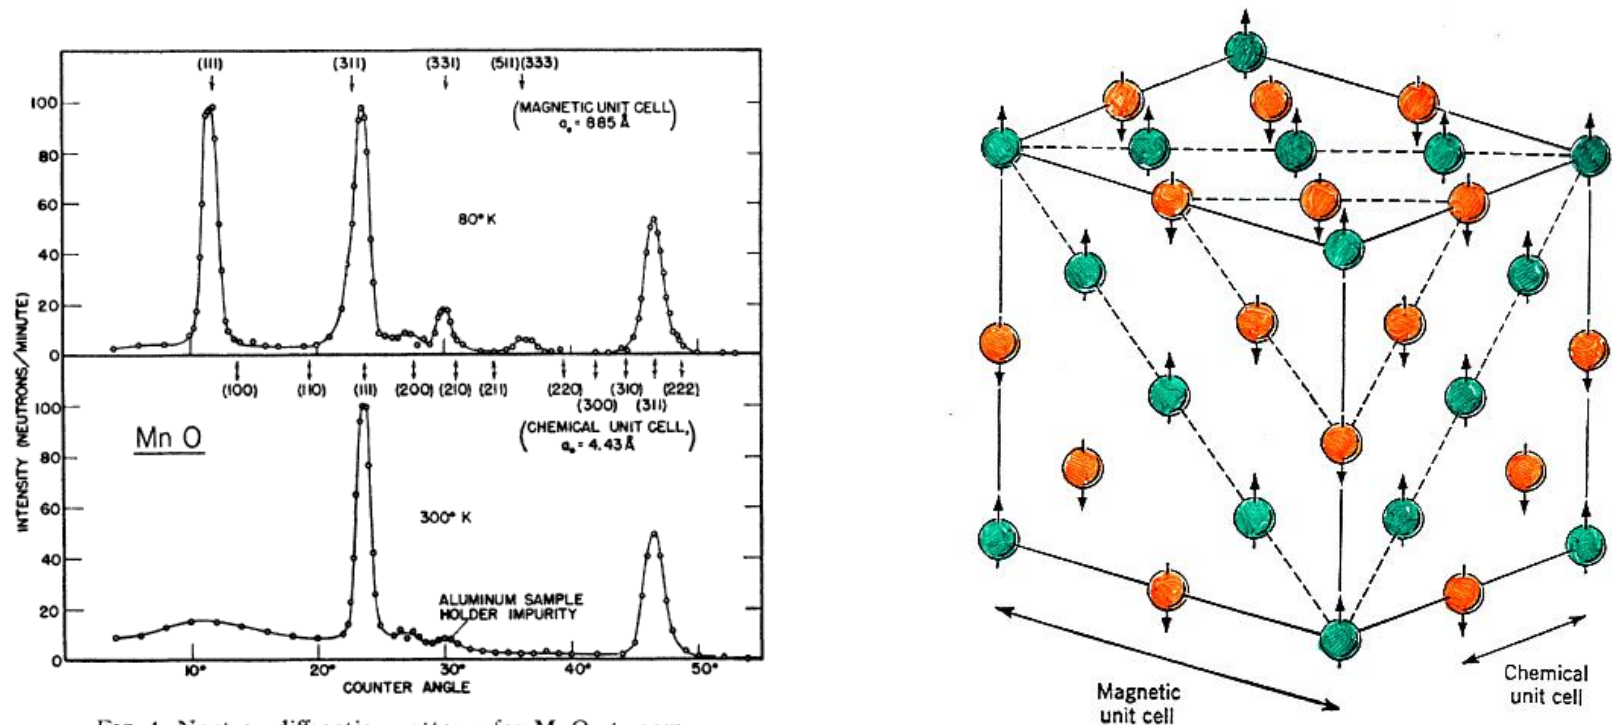 (111) (311) (331) (511)(333)
(MAGNETIC UNIT CELL)
a₀ = 8.85 Å
100
80
60
40
20
0
80° K
(100) (110) (111) (200) (210) (211) (220) (300) (310) (311) (222)
(CHEMICAL UNIT CELL,)
a₀ = 4.43 Å
100
80
60
40
20
0
Mn O
300° K
ALUMINUM SAMPLE
HOLDER IMPURITY
10° 20° 30° 40° 50°
COUNTER ANGLE
INTENSITY (NEUTRONS/MINUTE)
Magnetic
unit cell
Chemical
unit cell